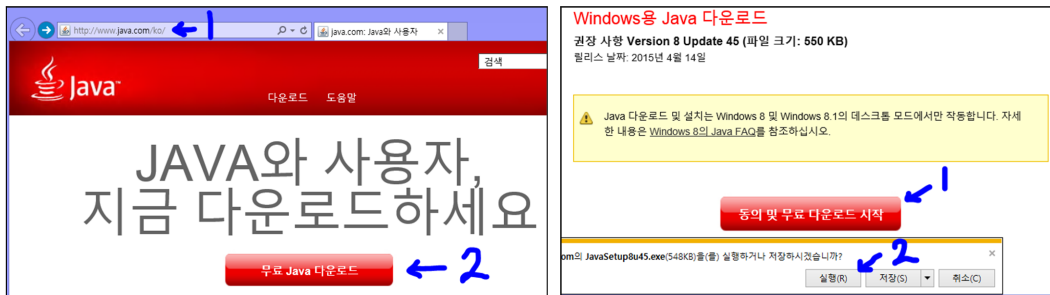 http://www.java.com/ko/
java.com: Java와 사용자
1
검색
Java™
다운로드 도움말
JAVA와 사용자,
지금 다운로드하세요
무료 Java 다운로드
2
Windows용 Java 다운로드
권장 사항 Version 8 Update 45 (파일 크기: 550 KB)
릴리스 날짜: 2015년 4월 14일
Java 다운로드 및 설치는 Windows 8 및 Windows 8.1의 데스크톱 모드에서만 작동합니다. 자세
한 내용은 Windows 8의 Java FAQ를 참조하십시오.
1
동의 및 무료 다운로드 시작
2
om의 JavaSetup8u45.exe(548KB)을(를) 실행하거나 저장하시겠습니까?
실행(R) 저장(S) 취소(C)